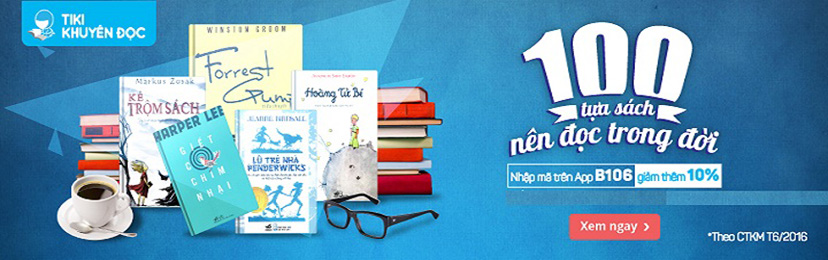 TIKI
KHUYÊN ĐỌC
WINSTON GROOM
Forrest
Gump
Markus Zusak
KẺ
TRỘM SÁCH
Hoàng Tử Bé
HARPER LEE
GIẾT
CON
CHIM
NHẠI
JEANNE BIRDSALL
LŨ TRẺ NHÀ
PENDERWICKS
100
tựa sách
nên đọc trong đời
Nhập mã trên App B106 giảm thêm 10%
Xem ngay >
*Theo CTKM T6/2016